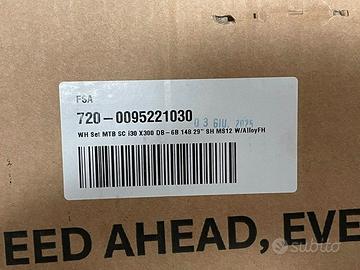 FSA
720-0095221030
03 GIU. 2025
WH Set MTB SC i30 X300 DB-6B 148 29" SH MS12 W/AlloyFH
EED AHEAD, EVE
subito